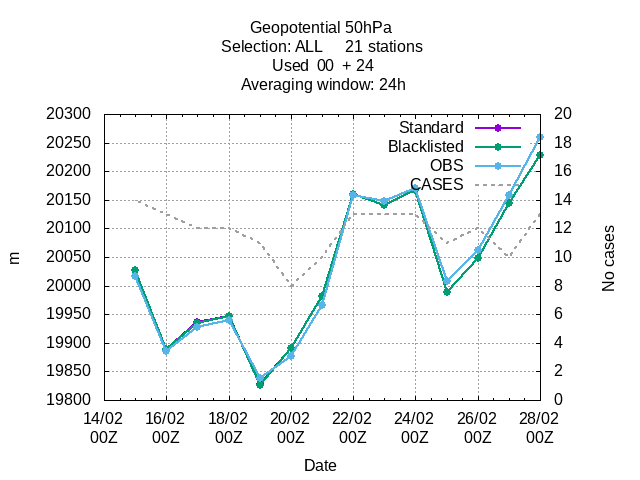 Geopotential 50hPa
Selection: ALL 21 stations
Used 00 + 24
Averaging window: 24h
20300
20250
20200
20150
20100
20050
20000
19950
19900
19850
19800
m
20
18
16
14
12
10
8
6
4
2
0
No cases
Standard
Blacklisted
OBS
CASES
14/02 16/02 18/02 20/02 22/02 24/02 26/02 28/02
00Z 00Z 00Z 00Z 00Z 00Z 00Z 00Z
Date